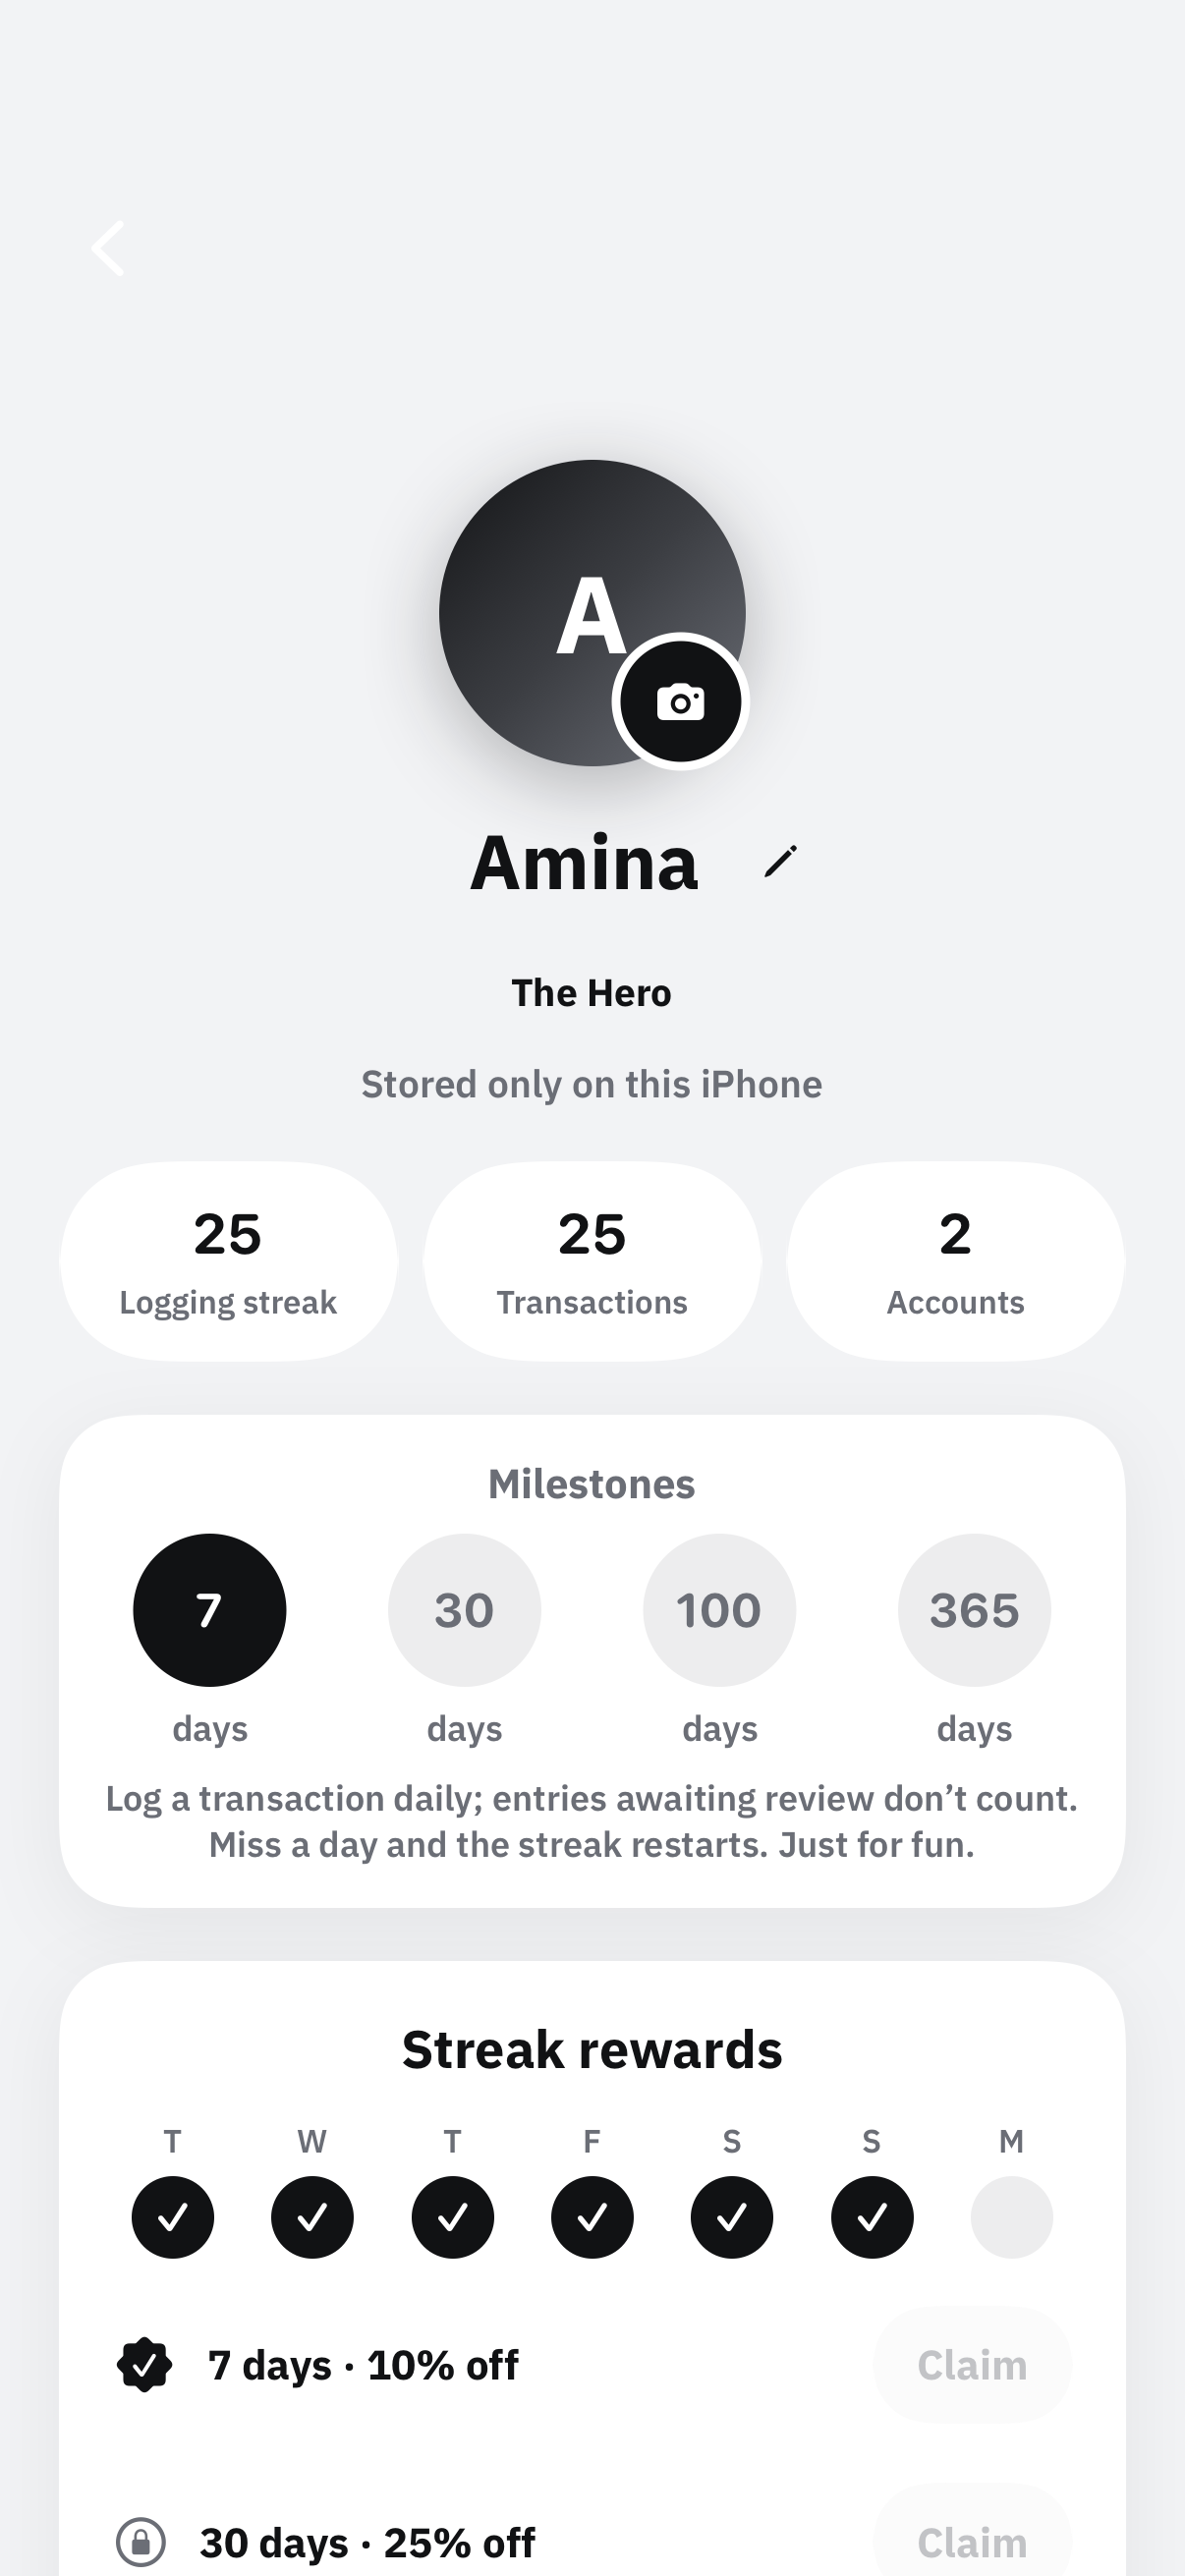 A
Amina
The Hero
Stored only on this iPhone
25
Logging streak
25
Transactions
2
Accounts
Milestones
7
days
30
days
100
days
365
days
Log a transaction daily; entries awaiting review don’t count.
Miss a day and the streak restarts. Just for fun.
Streak rewards
T W T F S S M
7 days · 10% off
Claim
30 days · 25% off
Claim